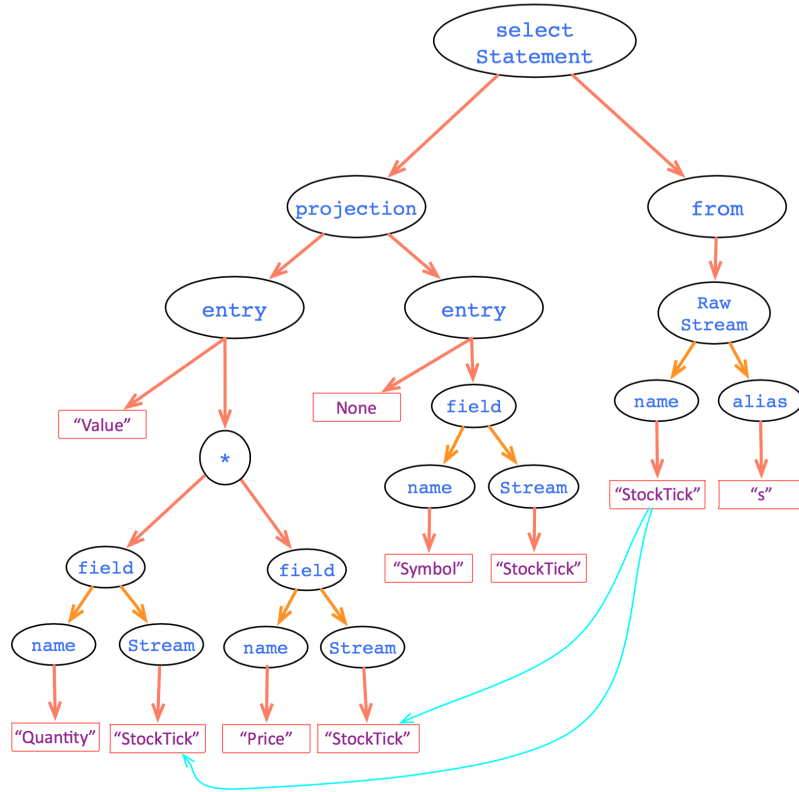 select
Statement
projection
from
entry
entry
Raw
Stream
"Value"
None
field
name
alias
*
name
Stream
"StockTick"
"s"
field
field
"Symbol"
"StockTick"
name
Stream
name
Stream
"Quantity"
"StockTick"
"Price"
"StockTick"